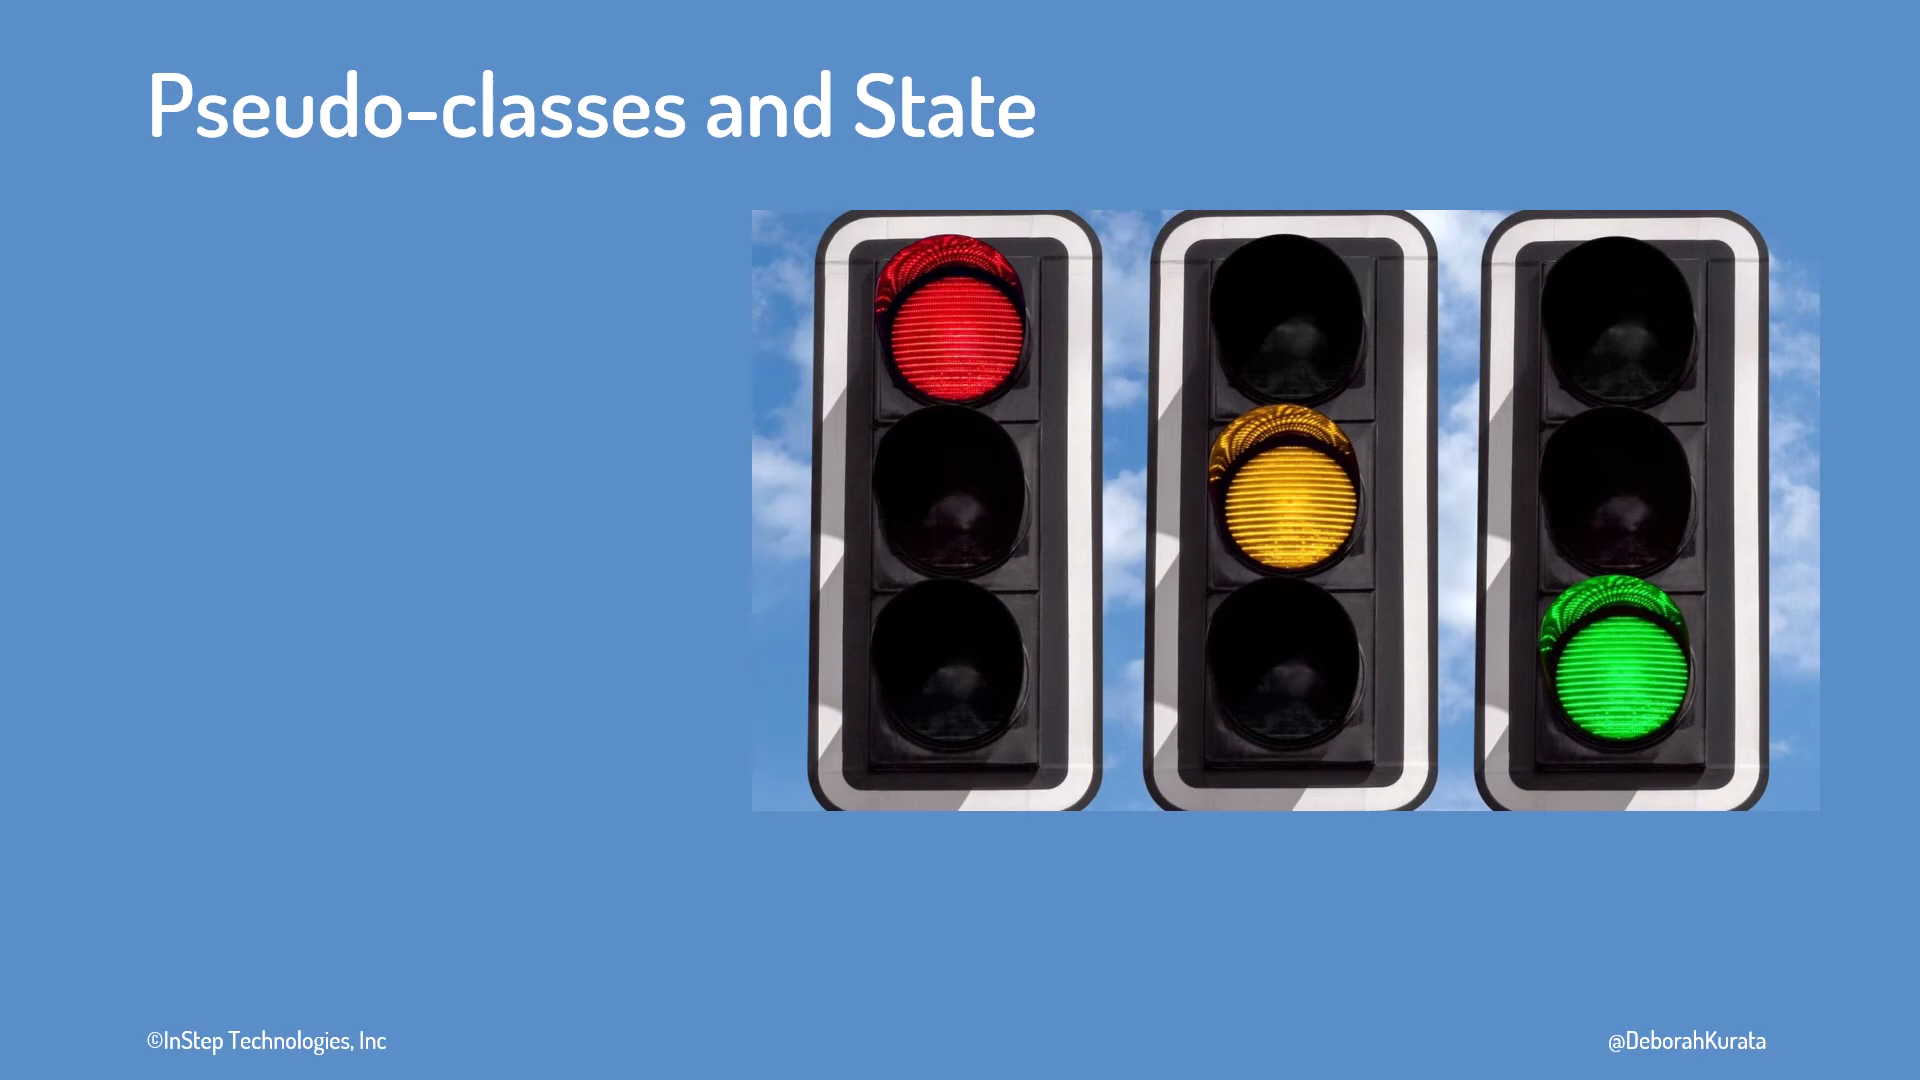 Pseudo-classes and State
©InStep Technologies, Inc
@DeborahKurata